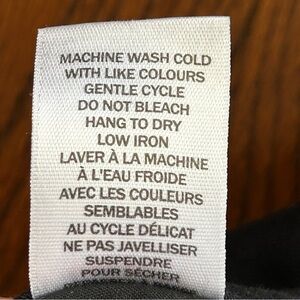 MACHINE WASH COLD
WITH LIKE COLOURS
GENTLE CYCLE
DO NOT BLEACH
HANG TO DRY
LOW IRON
LAVER À LA MACHINE
À L'EAU FROIDE
AVEC LES COULEURS
SEMBLABLES
AU CYCLE DÉLICAT
NE PAS JAVELLISER
SUSPENDRE
POUR SÉCHER